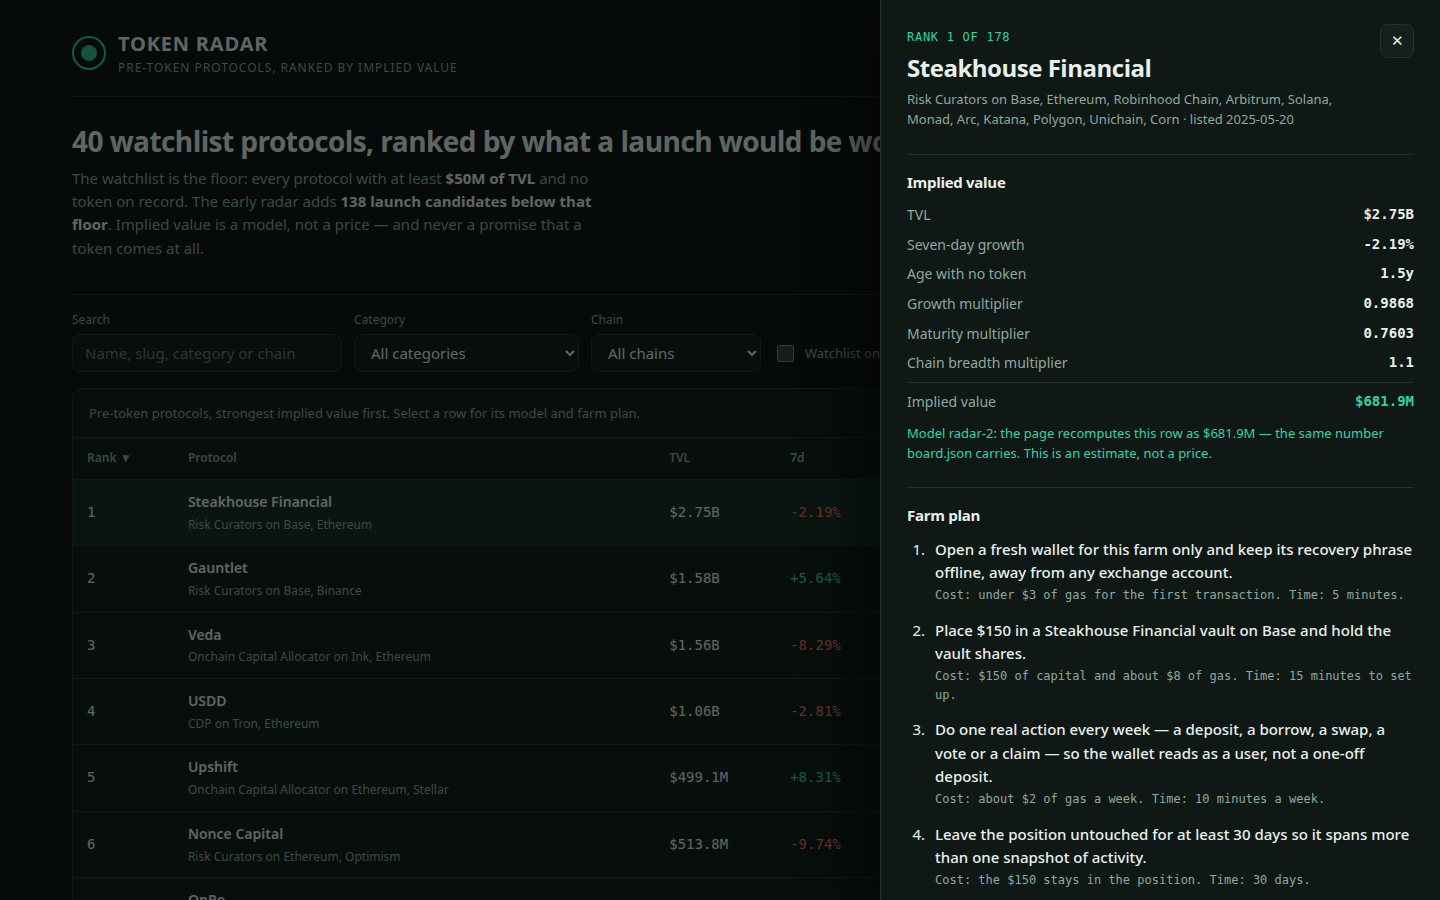 TOKEN RADAR
PRE-TOKEN PROTOCOLS, RANKED BY IMPLIED VALUE
40 watchlist protocols, ranked by what a launch would be wo
The watchlist is the floor: every protocol with at least $50M of TVL and no
token on record. The early radar adds 138 launch candidates below that
floor. Implied value is a model, not a price — and never a promise that a
token comes at all.
Search
Category
Chain
Name, slug, category or chain
All categories
All chains
Watchlist on
Pre-token protocols, strongest implied value first. Select a row for its model and farm plan.
Rank ▼
Protocol
TVL
7d
1
Steakhouse Financial
Risk Curators on Base, Ethereum
$2.75B
-2.19%
2
Gauntlet
Risk Curators on Base, Binance
$1.58B
+5.64%
3
Veda
Onchain Capital Allocator on Ink, Ethereum
$1.56B
-8.29%
4
USDD
CDP on Tron, Ethereum
$1.06B
-2.81%
5
Upshift
Onchain Capital Allocator on Ethereum, Stellar
$499.1M
+8.31%
6
Nonce Capital
Risk Curators on Ethereum, Optimism
$513.8M
-9.74%
OnRe
RANK 1 OF 178
✕
Steakhouse Financial
Risk Curators on Base, Ethereum, Robinhood Chain, Arbitrum, Solana,
Monad, Arc, Katana, Polygon, Unichain, Corn · listed 2025-05-20
Implied value
TVL $2.75B
Seven-day growth -2.19%
Age with no token 1.5y
Growth multiplier 0.9868
Maturity multiplier 0.7603
Chain breadth multiplier 1.1
Implied value $681.9M
Model radar-2: the page recomputes this row as $681.9M — the same number
board.json carries. This is an estimate, not a price.
Farm plan
1. Open a fresh wallet for this farm only and keep its recovery phrase
offline, away from any exchange account.
Cost: under $3 of gas for the first transaction. Time: 5 minutes.
2. Place $150 in a Steakhouse Financial vault on Base and hold the
vault shares.
Cost: $150 of capital and about $8 of gas. Time: 15 minutes to set
up.
3. Do one real action every week — a deposit, a borrow, a swap, a
vote or a claim — so the wallet reads as a user, not a one-off
deposit.
Cost: about $2 of gas a week. Time: 10 minutes a week.
4. Leave the position untouched for at least 30 days so it spans more
than one snapshot of activity.
Cost: the $150 stays in the position. Time: 30 days.